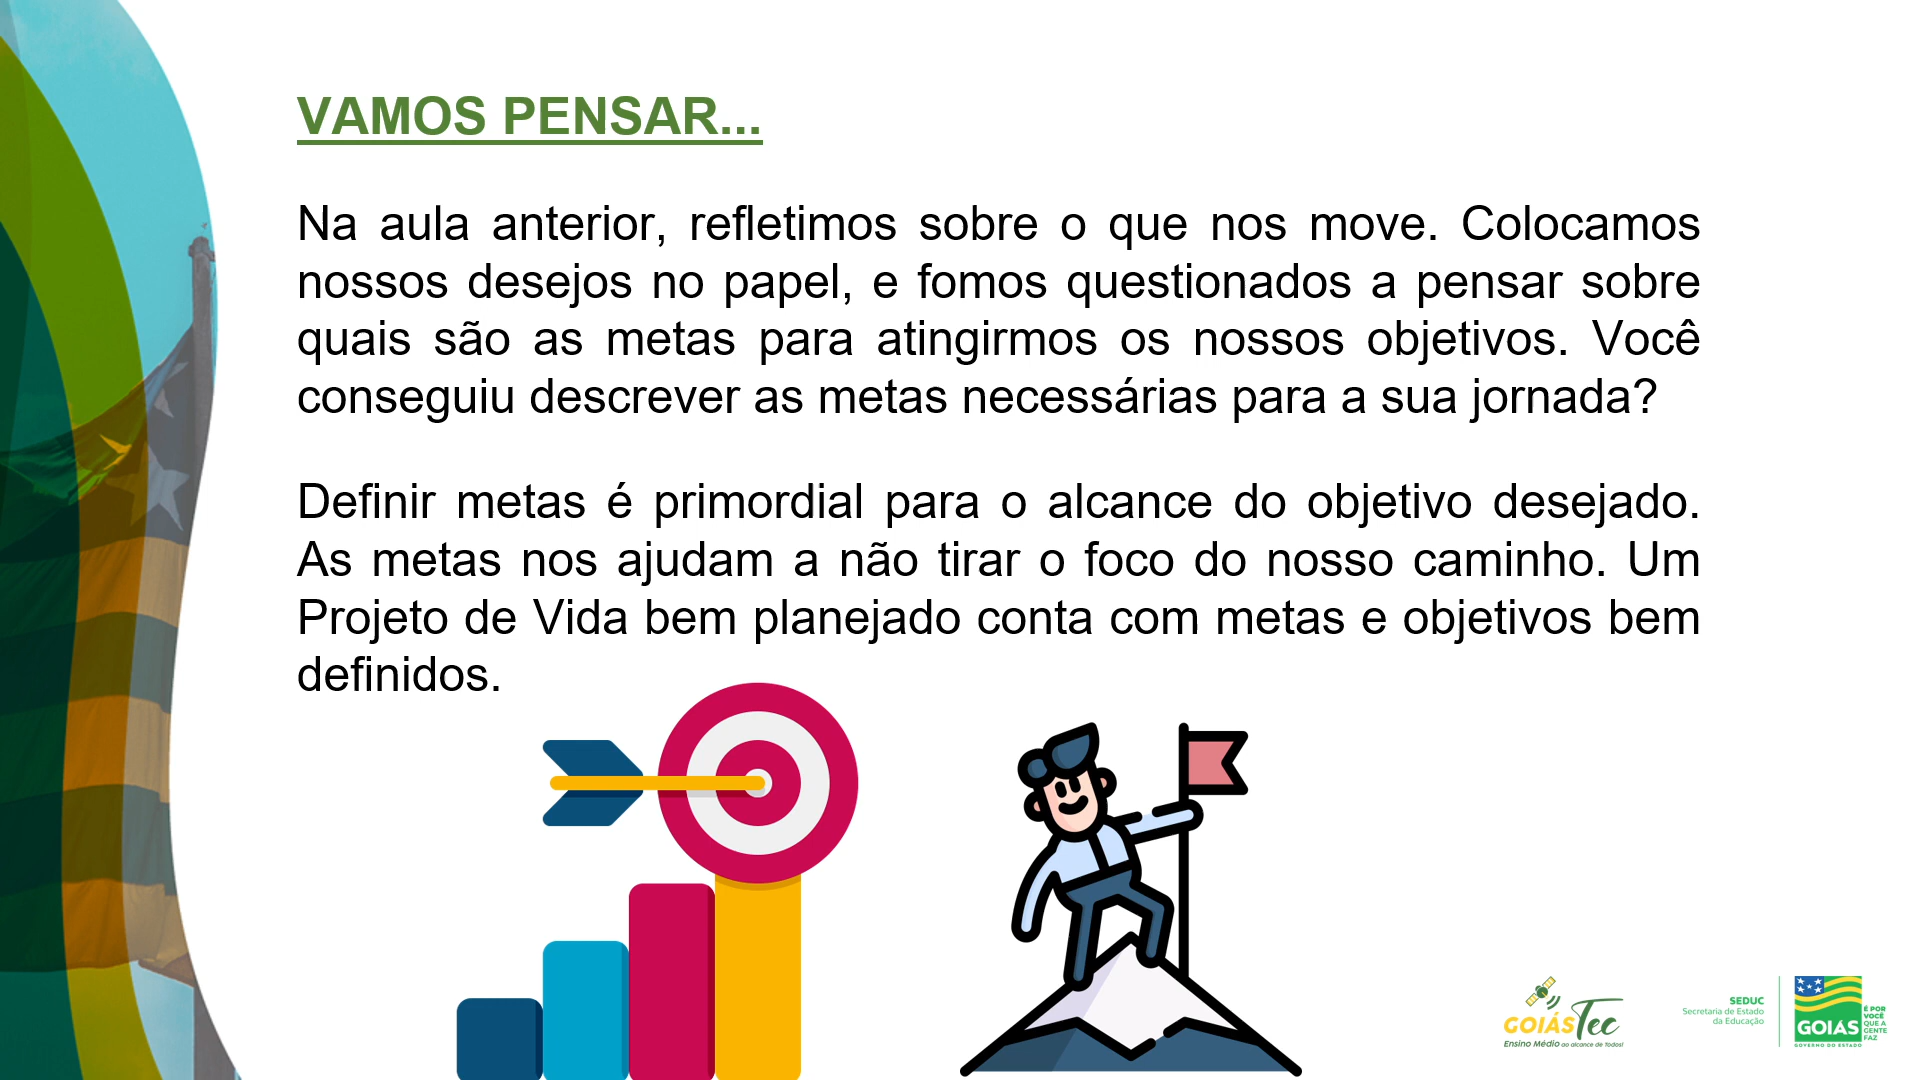 VAMOS PENSAR...
Na aula anterior, refletimos sobre o que nos move. Colocamos
nossos desejos no papel, e fomos questionados a pensar sobre
quais são as metas para atingirmos os nossos objetivos. Você
conseguiu descrever as metas necessárias para a sua jornada?
Definir metas é primordial para o alcance do objetivo desejado.
As metas nos ajudam a não tirar o foco do nosso caminho. Um
Projeto de Vida bem planejado conta com metas e objetivos bem
definidos.
GOIÁSTec
Ensino Médio ao alcance de Todos!
SEDUC
Secretaria de Estado
da Educação
GOIÁS
GOVERNO DO ESTADO
É POR
VOCÊ
QUE A
GENTE
FAZ